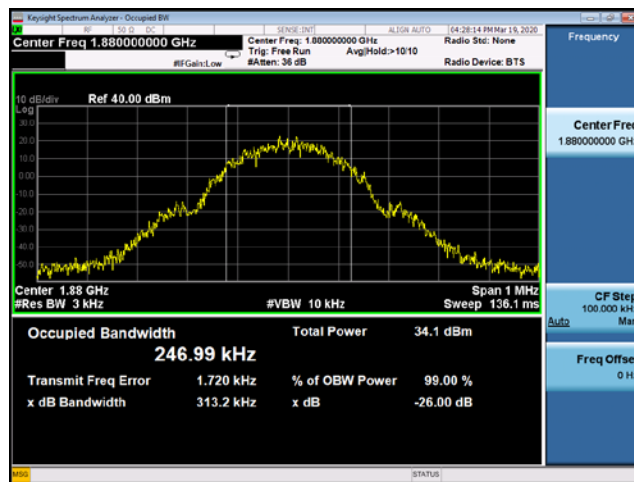 Keysight Spectrum Analyzer - Occupied BW
RF 50 Ω DC SENSE:INT ALIGN AUTO 04:28:14 PM Mar 19, 2020
Center Freq 1.880000000 GHz Center Freq: 1.880000000 GHz Radio Std: None Frequency
Trig: Free Run Avg|Hold:>10/10
#IFGain:Low #Atten: 36 dB Radio Device: BTS
10 dB/div Ref 40.00 dBm
Log
30.0
20.0
10.0
0.00
-10.0
-20.0
-30.0
-40.0
-50.0
Center Freq
1.880000000 GH
Center 1.88 GHz Span 1 MHz
#Res BW 3 kHz #VBW 10 kHz Sweep 136.1 ms
CF Step
100.000 kH
Auto Ma
Occupied Bandwidth Total Power 34.1 dBm
246.99 kHz
Transmit Freq Error 1.720 kHz % of OBW Power 99.00 %
x dB Bandwidth 313.2 kHz x dB -26.00 dB
Freq Offse
0 H
MSG STATUS